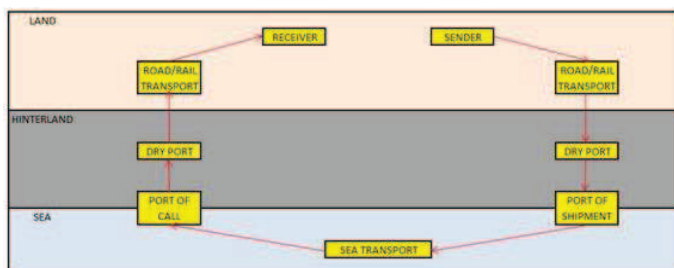 LAND
RECEIVER
SENDER
ROAD/RAIL
TRANSPORT
ROAD/RAIL
TRANSPORT
HINTERLAND
DRY PORT
DRY PORT
PORT OF
CALL
PORT OF
SHIPMENT
SEA
SEA TRANSPORT